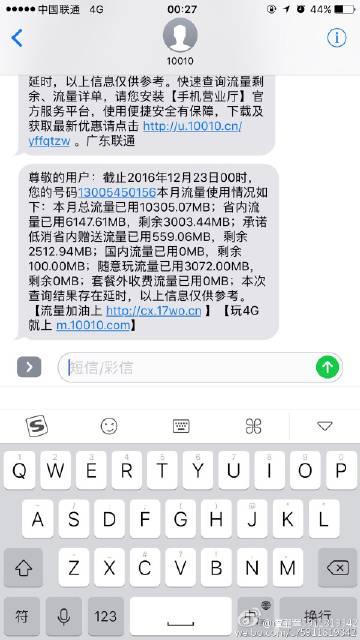 中国联通 4G 00:27 44%
10010
延时，以上信息仅供参考。快速查询流量剩
余、流量详单，请您安装【手机营业厅】官
方服务平台，使用便捷安全有保障，下载及
获取最新优惠请点击 http://u.10010.cn/
yffqtzw 。广东联通
尊敬的用户：截止2016年12月23日00时，
您的号码13005450156本月流量使用情况如
下：本月总流量已用10305.07MB；省内流
量已用6147.61MB，剩余3003.44MB；承诺
低消省内赠送流量已用559.06MB，剩余
2512.94MB；国内流量已用0MB，剩余
100.00MB；随意玩流量已用3072.00MB，
剩余0MB；套餐外收费流量已用0MB；本次
查询结果存在延时，以上信息仅供参考。
【流量加油上 http://cx.17wo.cn 】【玩4G
就上 m.10010.com】
短信/彩信
Q W E R T Y U I O P
A S D F G H J K L
Z X C V B N M
符 123 中 换行